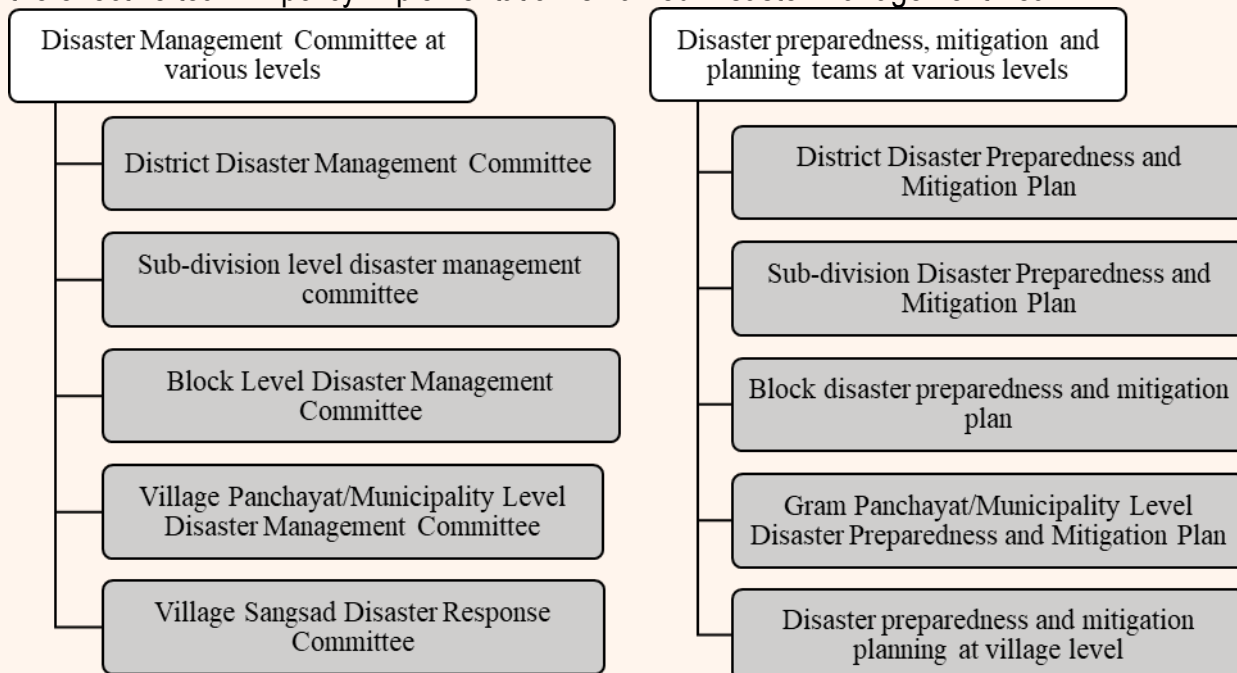 Disaster Management Committee at
various levels
District Disaster Management Committee
Sub-division level disaster management
committee
Block Level Disaster Management
Committee
Village Panchayat/Municipality Level
Disaster Management Committee
Village Sangsad Disaster Response
Committee
Disaster preparedness, mitigation and
planning teams at various levels
District Disaster Preparedness and
Mitigation Plan
Sub-division Disaster Preparedness and
Mitigation Plan
Block disaster preparedness and mitigation
plan
Gram Panchayat/Municipality Level
Disaster Preparedness and Mitigation Plan
Disaster preparedness and mitigation
planning at village level